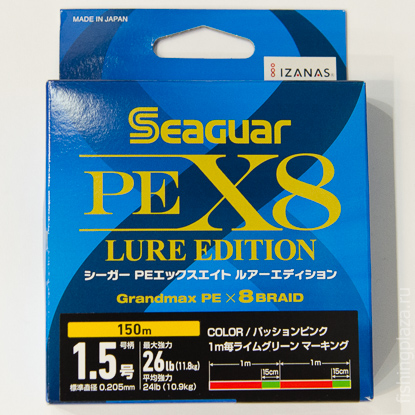 MADE IN JAPAN
IZANAS®
SEAGUAR
PE X8
LURE EDITION
シーガー PEエックスエイト ルアーエディション
Grandmax PE×8 BRAID
150m
号柄
1.5号
標準直径 0.205mm
最大強力
26lb(11.8kg)
平均強力
24lb (10.9kg)
COLOR / パッションピンク
1m毎ライムグリーン マーキング
1m 1m
15cm 15cm
fishingplaza.ru